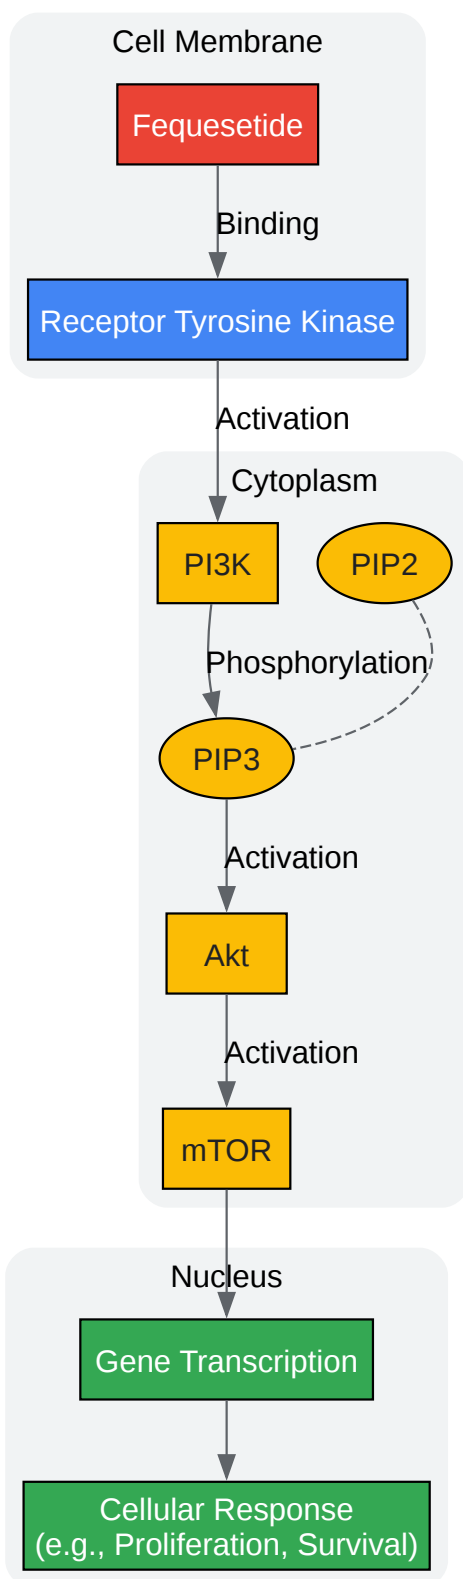 Cell Membrane
Fequesetide
Binding
Receptor Tyrosine Kinase
Activation
Cytoplasm
PI3K
PIP2
Phosphorylation
PIP3
Activation
Akt
Activation
mTOR
Nucleus
Gene Transcription
Cellular Response
(e.g., Proliferation, Survival)